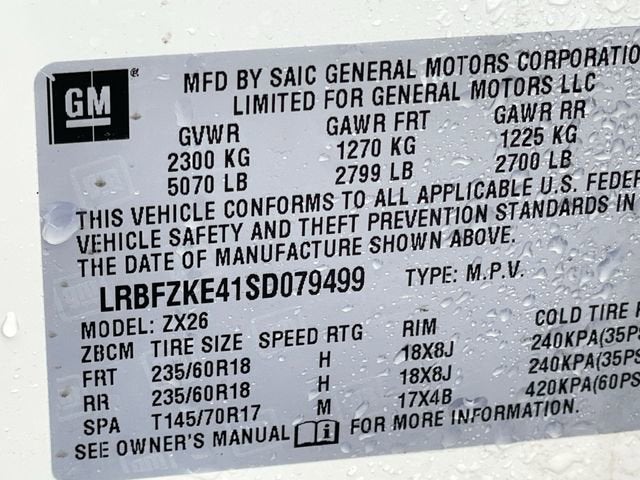 GM ® MFD BY SAIC GENERAL MOTORS CORPORATIO
LIMITED FOR GENERAL MOTORS LLC
GVWR GAWR FRT GAWR RR
2300 KG 1270 KG 1225 KG
5070 LB 2799 LB 2700 LB
THIS VEHICLE CONFORMS TO ALL APPLICABLE U.S. FEDER
VEHICLE SAFETY AND THEFT PREVENTION STANDARDS IN
THE DATE OF MANUFACTURE SHOWN ABOVE.
LRBFZKE41SD079499 TYPE: M.P.V.
MODEL: ZX26
ZBCM TIRE SIZE SPEED RTG RIM COLD TIRE
FRT 235/60R18 H 18X8J 240KPA(35PS
RR 235/60R18 H 18X8J 240KPA(35PS
SPA T145/70R17 M 17X4B 420KPA(60PS
SEE OWNER'S MANUAL i FOR MORE INFORMATION.